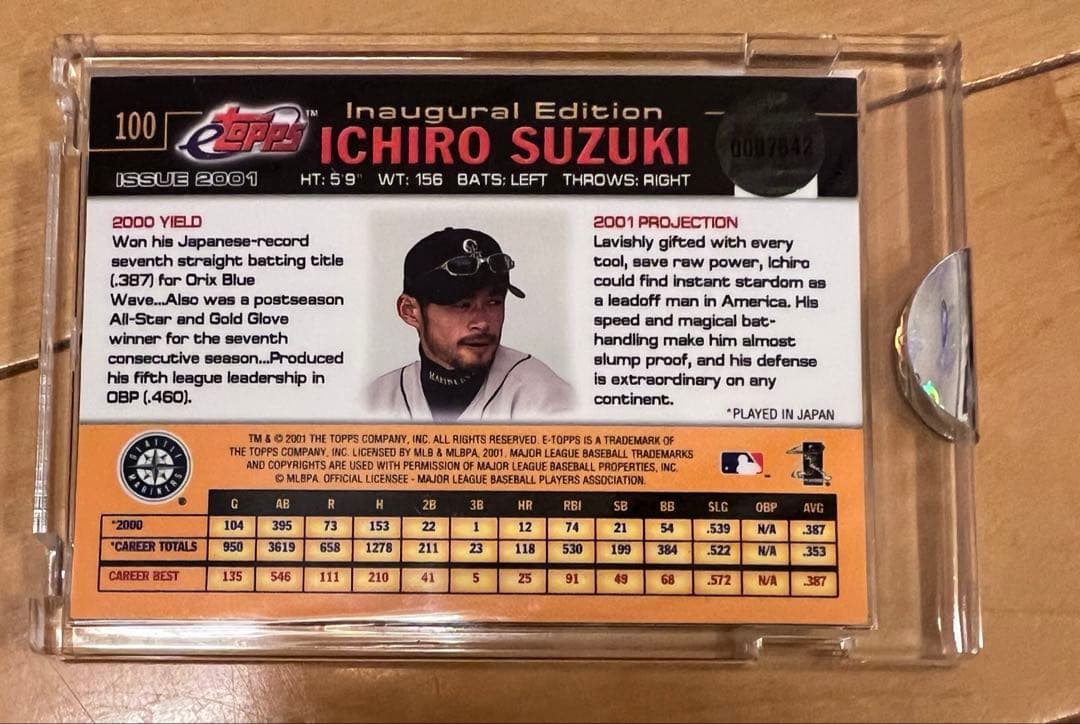 100
eTOPPS™
Inaugural Edition
ICHIRO SUZUKI
ISSUE 2001
HT: 5'9" WT: 156 BATS: LEFT THROWS: RIGHT
0007642
2000 YIELD
Won his Japanese-record
seventh straight batting title
(.387) for Orix Blue
Wave...Also was a postseason
All-Star and Gold Glove
winner for the seventh
consecutive season...Produced
his fifth league leadership in
OBP (.460).
2001 PROJECTION
Lavishly gifted with every
tool, save raw power, Ichiro
could find instant stardom as
a leadoff man in America. His
speed and magical bat-
handling make him almost
slump proof, and his defense
is extraordinary on any
continent.
*PLAYED IN JAPAN
SEATTLE
MARINERS
®
TM & © 2001 THE TOPPS COMPANY, INC. ALL RIGHTS RESERVED. E-TOPPS IS A TRADEMARK OF
THE TOPPS COMPANY, INC. LICENSED BY MLB & MLBPA, 2001. MAJOR LEAGUE BASEBALL TRADEMARKS
AND COPYRIGHTS ARE USED WITH PERMISSION OF MAJOR LEAGUE BASEBALL PROPERTIES, INC.
© MLBPA. OFFICIAL LICENSEE - MAJOR LEAGUE BASEBALL PLAYERS ASSOCIATION.
G AB R H 2B 3B HR RBI SB BB SLG OBP AVG
*2000 104 395 73 153 22 1 12 74 21 54 .539 N/A .387
*CAREER TOTALS 950 3619 658 1278 211 23 118 530 199 384 .522 N/A .353
CAREER BEST 135 546 111 210 41 5 25 91 49 68 .572 N/A .387